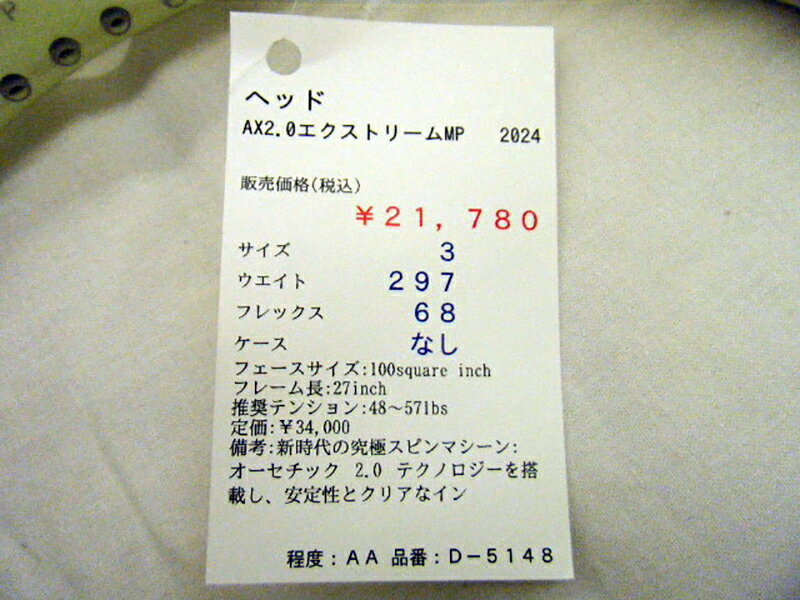 P
ヘッド
AX2.0エクストリームMP 2024
販売価格(税込)
￥２１，７８０
サイズ ３
ウエイト ２９７
フレックス ６８
ケース なし
フェースサイズ:100square inch
フレーム長:27inch
推奨テンション:48～57lbs
定価:￥34,000
備考:新時代の究極スピンマシーン:
オーセチック 2.0 テクノロジーを搭
載し、安定性とクリアなイン
程度：ＡＡ 品番：Ｄ－５１４８